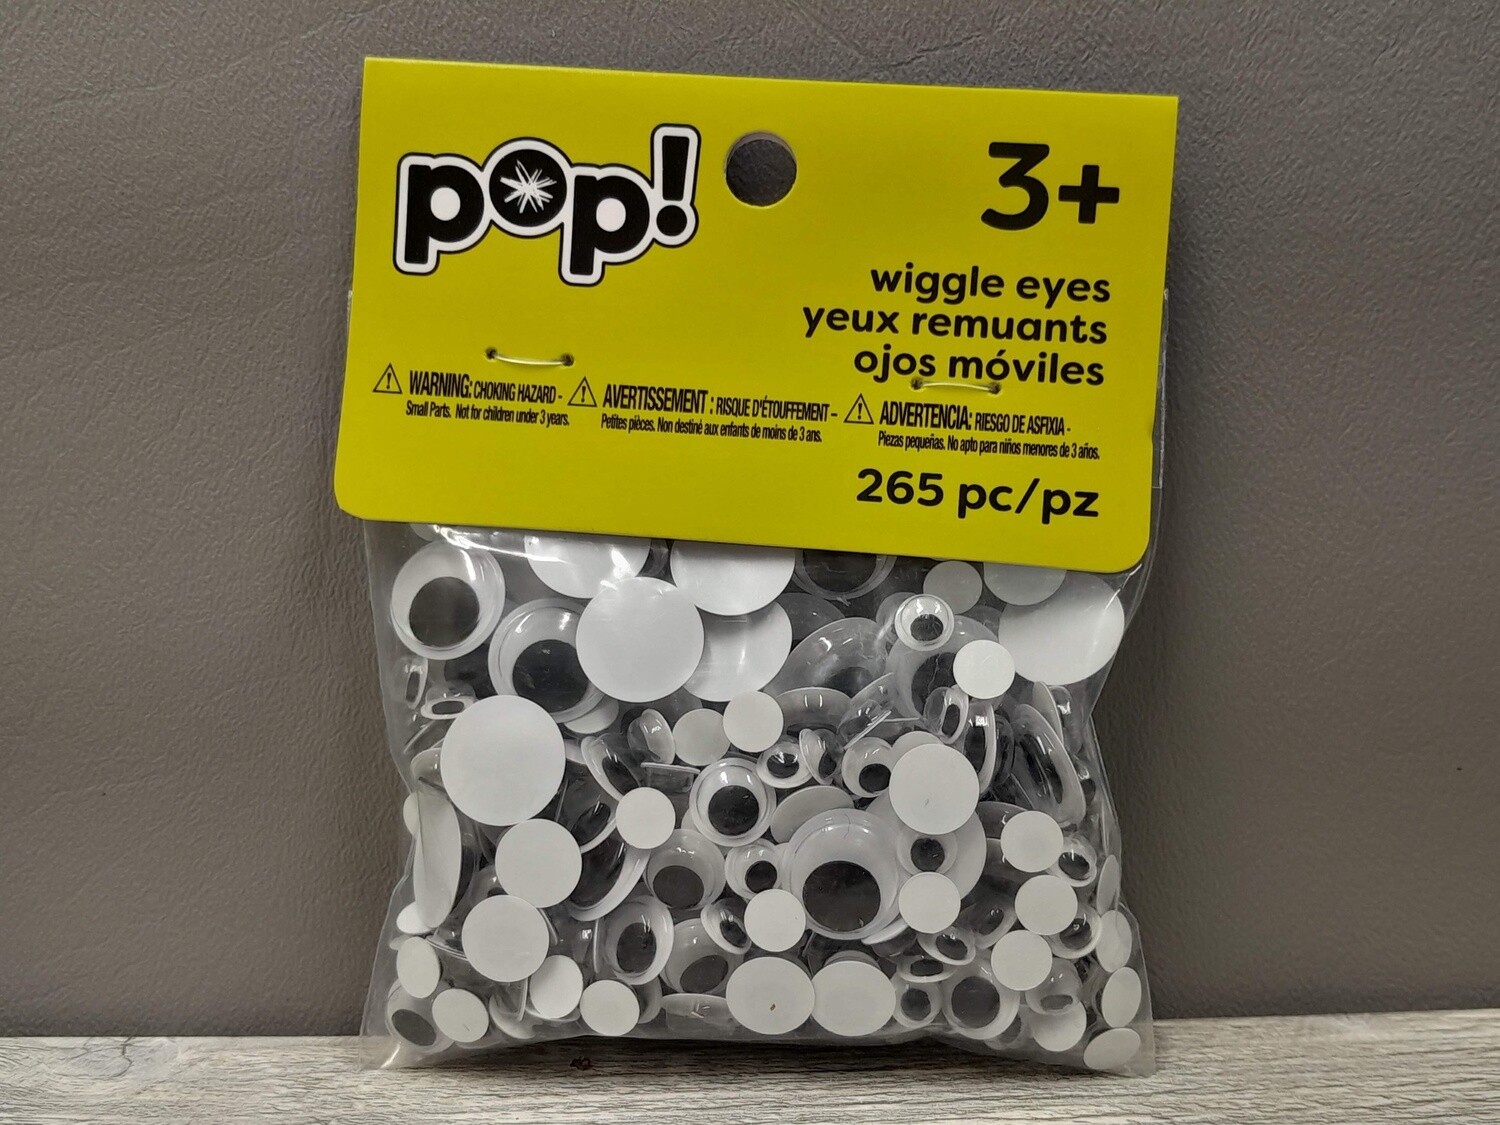 pop!
3+
wiggle eyes
yeux remuants
ojos móviles
WARNING: CHOKING HAZARD -
Small Parts. Not for children under 3 years.
AVERTISSEMENT : RISQUE D'ÉTOUFFEMENT –
Petites pièces. Non destiné aux enfants de moins de 3 ans.
ADVERTENCIA: RIESGO DE ASFIXIA -
Piezas pequeñas. No apto para niños menores de 3 años.
265 pc/pz